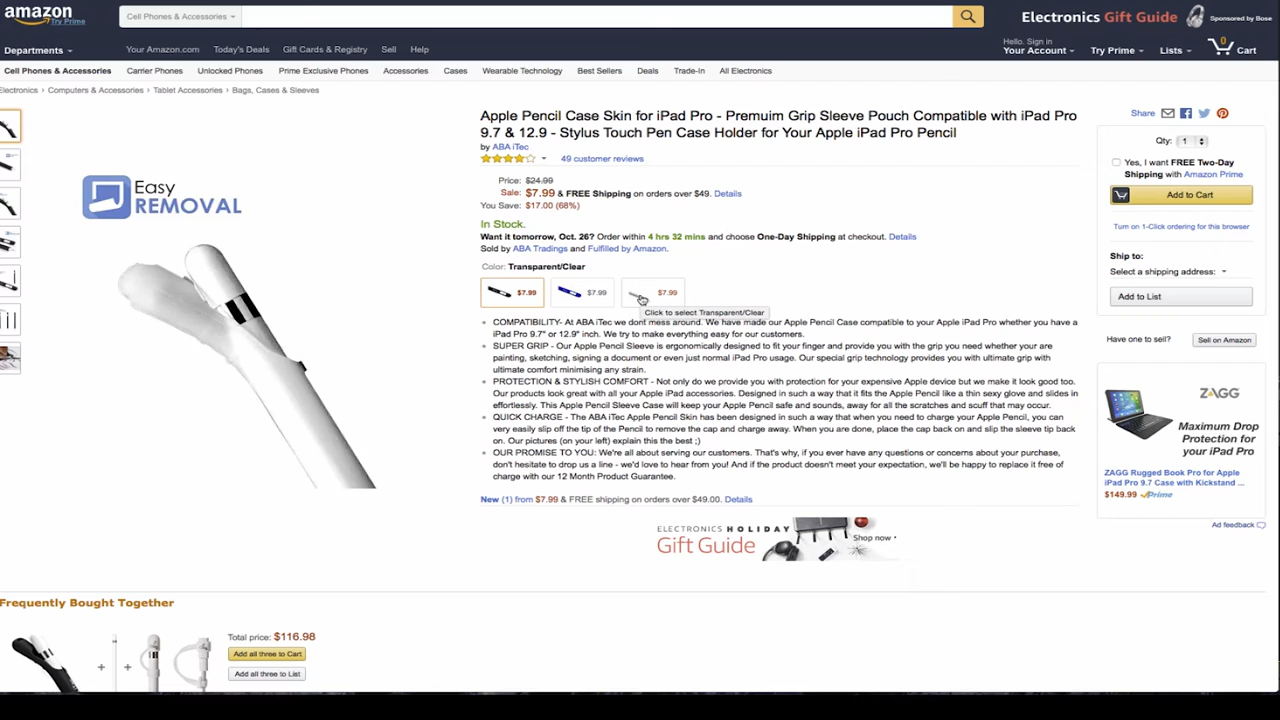 amazon
Try Prime
Cell Phones & Accessories
Electronics Gift Guide
Sponsored by Bose
Departments
Your Amazon.com
Today's Deals
Gift Cards & Registry
Sell
Help
Hello. Sign in
Your Account
Try Prime
Lists
0
Cart
Cell Phones & Accessories
Carrier Phones
Unlocked Phones
Prime Exclusive Phones
Accessories
Cases
Wearable Technology
Best Sellers
Deals
Trade-In
All Electronics
Electronics › Computers & Accessories › Tablet Accessories › Bags, Cases & Sleeves
Easy
REMOVAL
Apple Pencil Case Skin for iPad Pro - Premuim Grip Sleeve Pouch Compatible with iPad Pro
9.7 & 12.9 - Stylus Touch Pen Case Holder for Your Apple iPad Pro Pencil
by ABA iTec
49 customer reviews
Price: $24.99
Sale: $7.99 & FREE Shipping on orders over $49. Details
You Save: $17.00 (68%)
In Stock.
Want it tomorrow, Oct. 26? Order within 4 hrs 32 mins and choose One-Day Shipping at checkout. Details
Sold by ABA Tradings and Fulfilled by Amazon.
Color: Transparent/Clear
$7.99
$7.99
$7.99
Click to select Transparent/Clear
COMPATIBILITY- At ABA iTec we dont mess around. We have made our Apple Pencil Case compatible to your Apple iPad Pro whether you have a
iPad Pro 9.7" or 12.9" inch. We try to make everything easy for our customers.
SUPER GRIP - Our Apple Pencil Sleeve is ergonomically designed to fit your finger and provide you with the grip you need whether your are
painting, sketching, signing a document or even just normal iPad Pro usage. Our special grip technology provides you with ultimate grip with
ultimate comfort minimising any strain.
PROTECTION & STYLISH COMFORT - Not only do we provide you with protection for your expensive Apple device but we make it look good too.
Our products look great with all your Apple iPad accessories. Designed in such a way that it fits the Apple Pencil like a thin sexy glove and slides in
effortlessly. This Apple Pencil Sleeve Case will keep your Apple Pencil safe and sounds, away for all the scratches and scuff that may occur.
QUICK CHARGE - The ABA iTec Apple Pencil Skin has been designed in such a way that when you need to charge your Apple Pencil, you can
very easily slip off the tip of the Pencil to remove the cap and charge away. When you are done, place the cap back on and slip the sleeve tip back
on. Our pictures (on your left) explain this the best ;)
OUR PROMISE TO YOU: We're all about serving our customers. That's why, if you ever have any questions or concerns about your purchase,
don't hesitate to drop us a line - we'd love to hear from you! And if the product doesn't meet your expectation, we'll be happy to replace it free of
charge with our 12 Month Product Guarantee.
New (1) from $7.99 & FREE shipping on orders over $49.00. Details
ELECTRONICS HOLIDAY
Gift Guide
Shop now
Share
Qty: 1
Yes, I want FREE Two-Day
Shipping with Amazon Prime
Add to Cart
Turn on 1-Click ordering for this browser
Ship to:
Select a shipping address:
Add to List
Have one to sell?
Sell on Amazon
ZAGG
Maximum Drop
Protection for
your iPad Pro
ZAGG Rugged Book Pro for Apple
iPad Pro 9.7 Case with Kickstand ...
$149.99 Prime
Ad feedback
Frequently Bought Together
Total price: $116.98
Add all three to Cart
Add all three to List